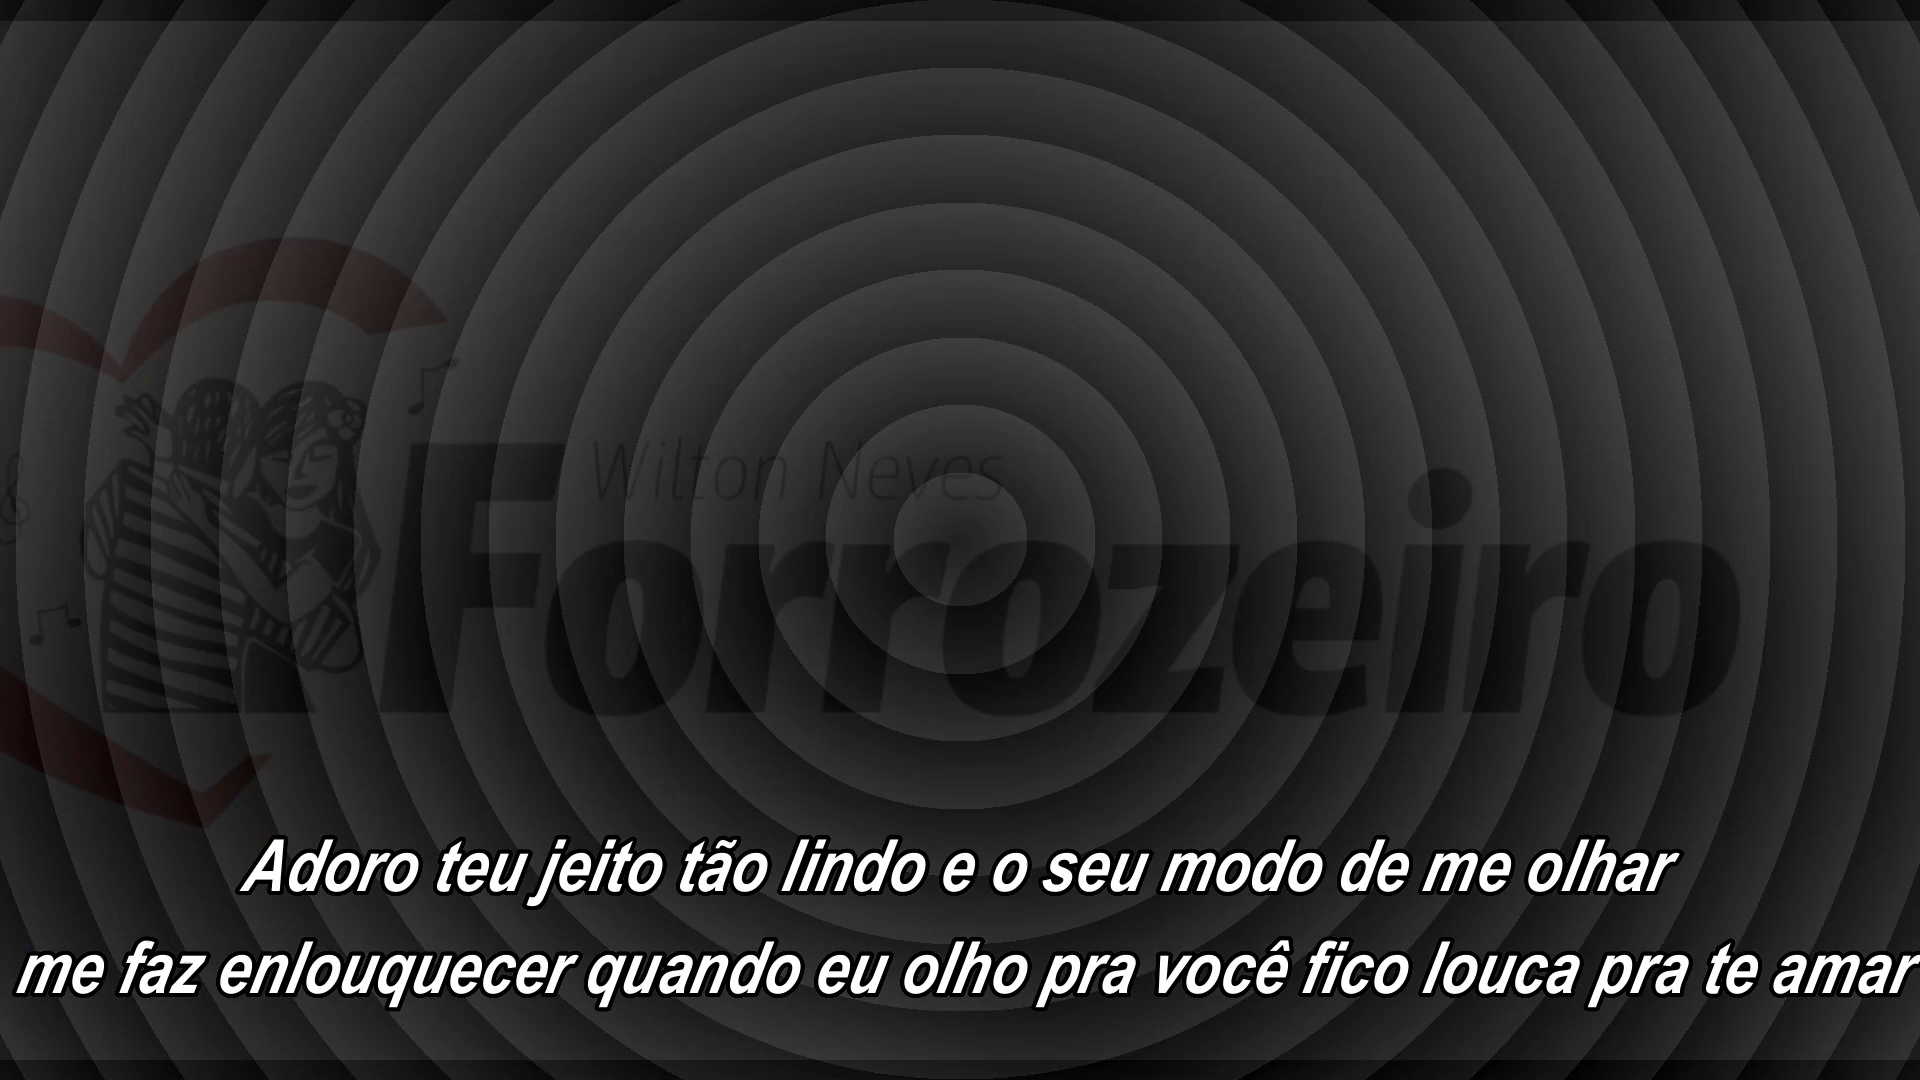 Wilton Neves
Forrozeiro
Adoro teu jeito tão lindo e o seu modo de me olhar
me faz enlouquecer quando eu olho pra você fico louca pra te amar